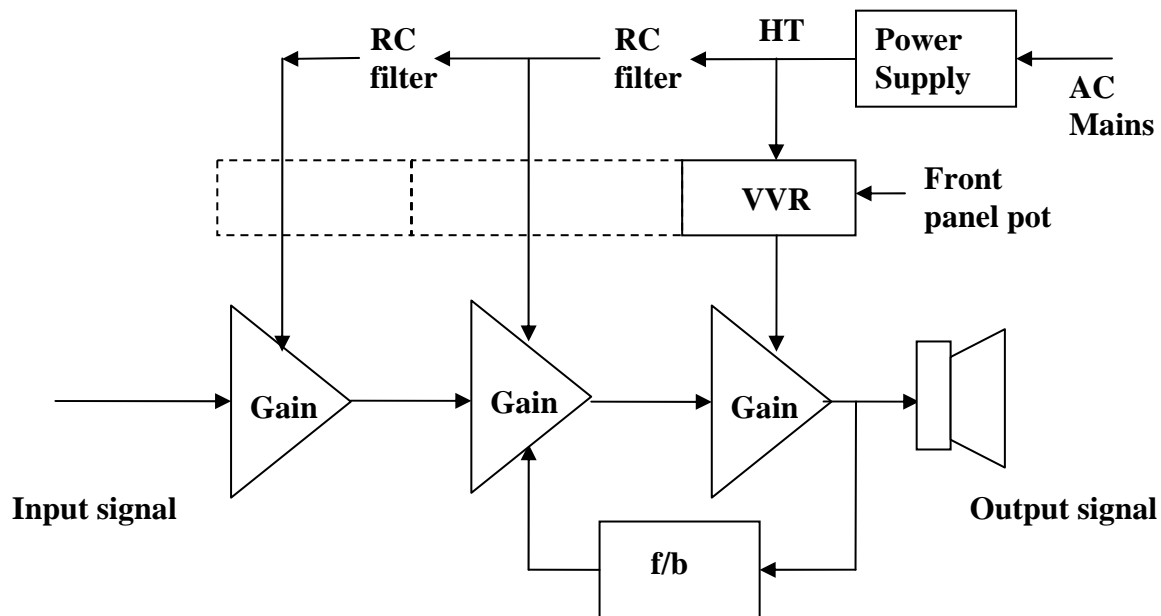 RC
filter
RC
filter
HT
Power
Supply
AC
Mains
VVR
Front
panel pot
Gain
Gain
Gain
Input signal
Output signal
f/b